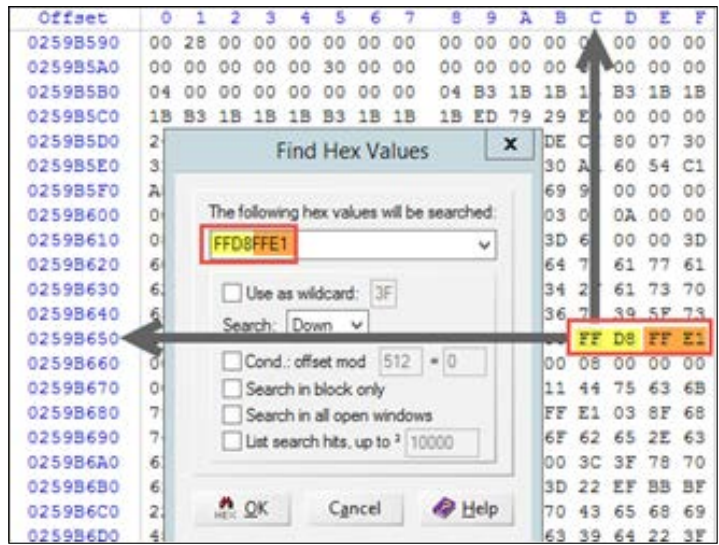 Offset 0 1 2 3 4 5 6 7 8 9 A B C D E F
0259B590 00 28 00 00 00 00 00 00 00 00 00 00 00 00 00
0259B5A0 00 00 00 00 00 30 00 00 00 00 00 00 00 00 00
0259B5B0 04 00 00 00 00 00 00 00 04 B3 1B 1B B3 1B 1B
0259B5C0 1B B3 1B 1B 1B B3 1B 1B 1B ED 79 29 00 00 00
0259B5D0 DE 80 07 30
Find Hex Values
x
0259B5E0 30 60 54 C1
0259B5F0 69 00 00 00
The following hex values will be searched:
0259B600 03 0A 00 00
FFD8FFE1
0259B610 3D 00 00 3D
0259B620 64 61 77 61
Use as wildcard: 3F
0259B630 34 61 73 70
Search: Down
0259B640 36 39 5F 73
0259B650 FF D8 FF E1
Cond.: offset mod 512 = 0
0259B660 00 08 00 00 00
Search in block only
0259B670 11 44 75 63 6B
Search in all open windows
0259B680 FF E1 03 8F 68
List search hits, up to ² 10000
0259B690 6F 62 65 2E 63
0259B6A0 00 3C 3F 78 70
0259B6B0 3D 22 EF BB BF
HEX OK Cancel Help
0259B6C0 70 43 65 68 69
0259B6D0 63 39 64 22 3F